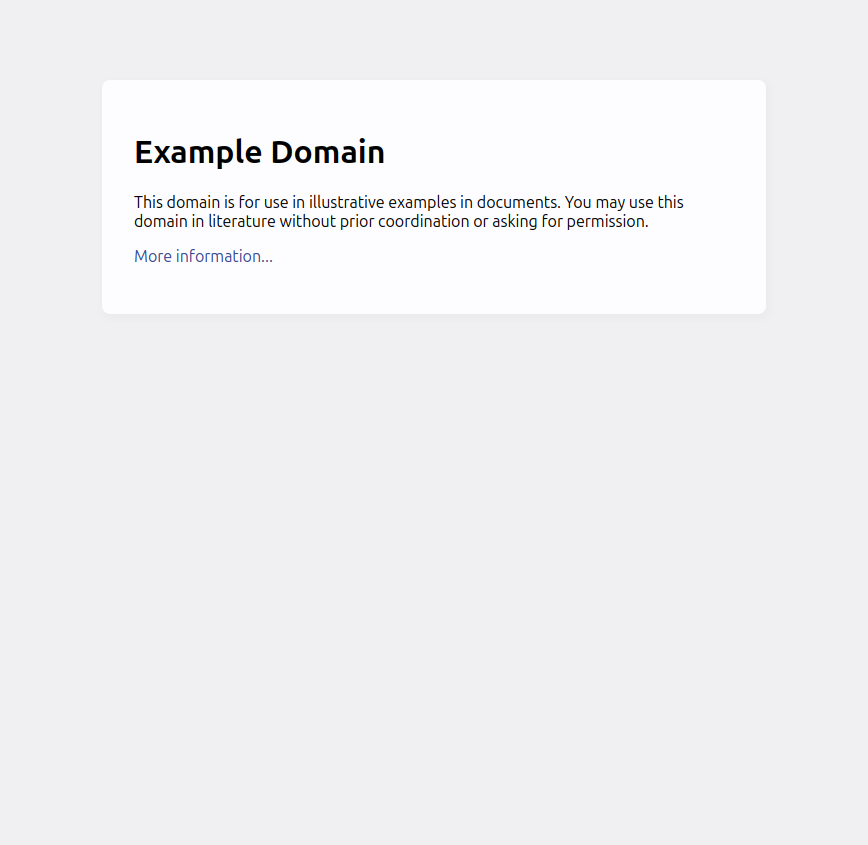 Example Domain
This domain is for use in illustrative examples in documents. You may use this
domain in literature without prior coordination or asking for permission.
More information...